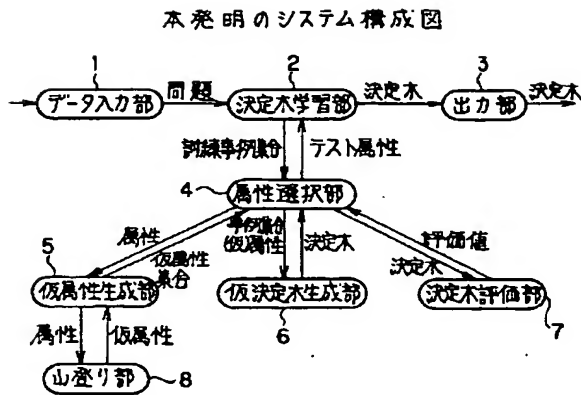 本発明のシステム構成図
1
2
3
データ入力部
問題
決定木学習部
決定木
出力部
決定木
訓練事例集合
テスト属性
4
属性選択部
属性
仮属性
集合
事例集合
仮属性
決定木
評価値
決定木
5
仮属性生成部
仮決定木生成部
6
決定木評価部
7
属性
仮属性
山登り部
8